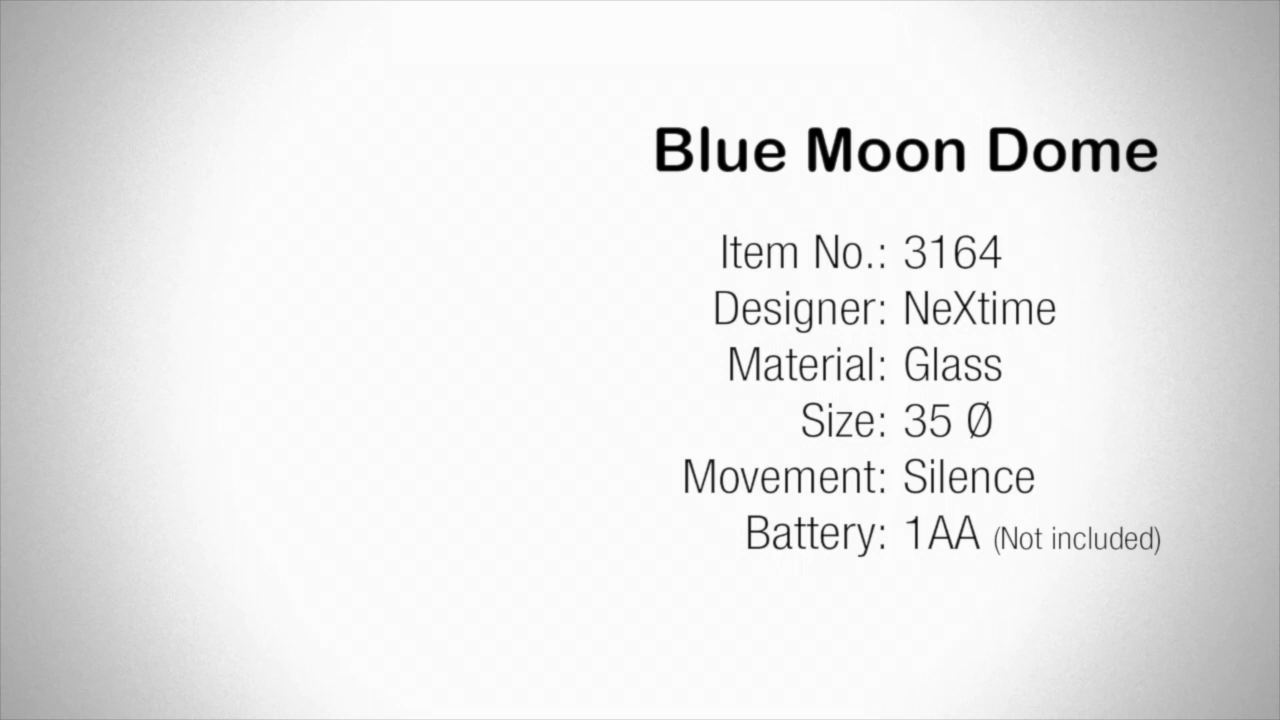 Blue Moon Dome
Item No.: 3164
Designer: NeXtime
Material: Glass
Size: 35 Ø
Movement: Silence
Battery: 1AA (Not included)